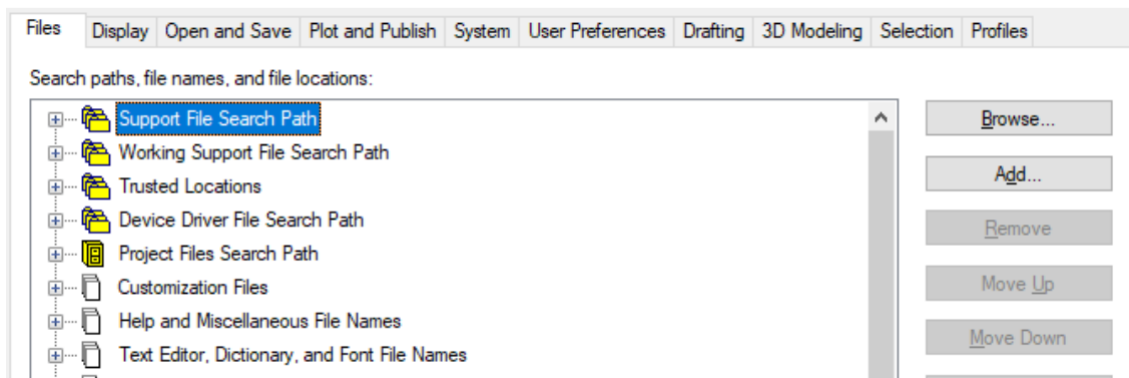 Files Display Open and Save Plot and Publish System User Preferences Drafting 3D Modeling Selection Profiles
Search paths, file names, and file locations:
Support File Search Path
Working Support File Search Path
Trusted Locations
Device Driver File Search Path
Project Files Search Path
Customization Files
Help and Miscellaneous File Names
Text Editor, Dictionary, and Font File Names
Browse...
Add...
Remove
Move Up
Move Down